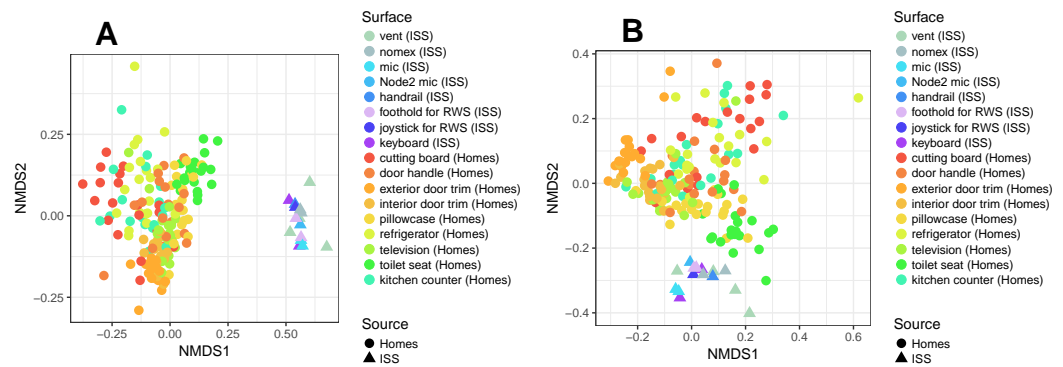 A
NMDS2
0.25
0.00
−0.25
−0.25
0.00
0.25
0.50
NMDS1
Surface
vent (ISS)
nomex (ISS)
mic (ISS)
Node2 mic (ISS)
handrail (ISS)
foothold for RWS (ISS)
joystick for RWS (ISS)
keyboard (ISS)
cutting board (Homes)
door handle (Homes)
exterior door trim (Homes)
interior door trim (Homes)
pillowcase (Homes)
refrigerator (Homes)
television (Homes)
toilet seat (Homes)
kitchen counter (Homes)
Source
Homes
ISS
B
NMDS2
0.4
0.2
0.0
−0.2
−0.4
−0.2
0.0
0.2
0.4
0.6
NMDS1
Surface
vent (ISS)
nomex (ISS)
mic (ISS)
Node2 mic (ISS)
handrail (ISS)
foothold for RWS (ISS)
joystick for RWS (ISS)
keyboard (ISS)
cutting board (Homes)
door handle (Homes)
exterior door trim (Homes)
interior door trim (Homes)
pillowcase (Homes)
refrigerator (Homes)
television (Homes)
toilet seat (Homes)
kitchen counter (Homes)
Source
Homes
ISS